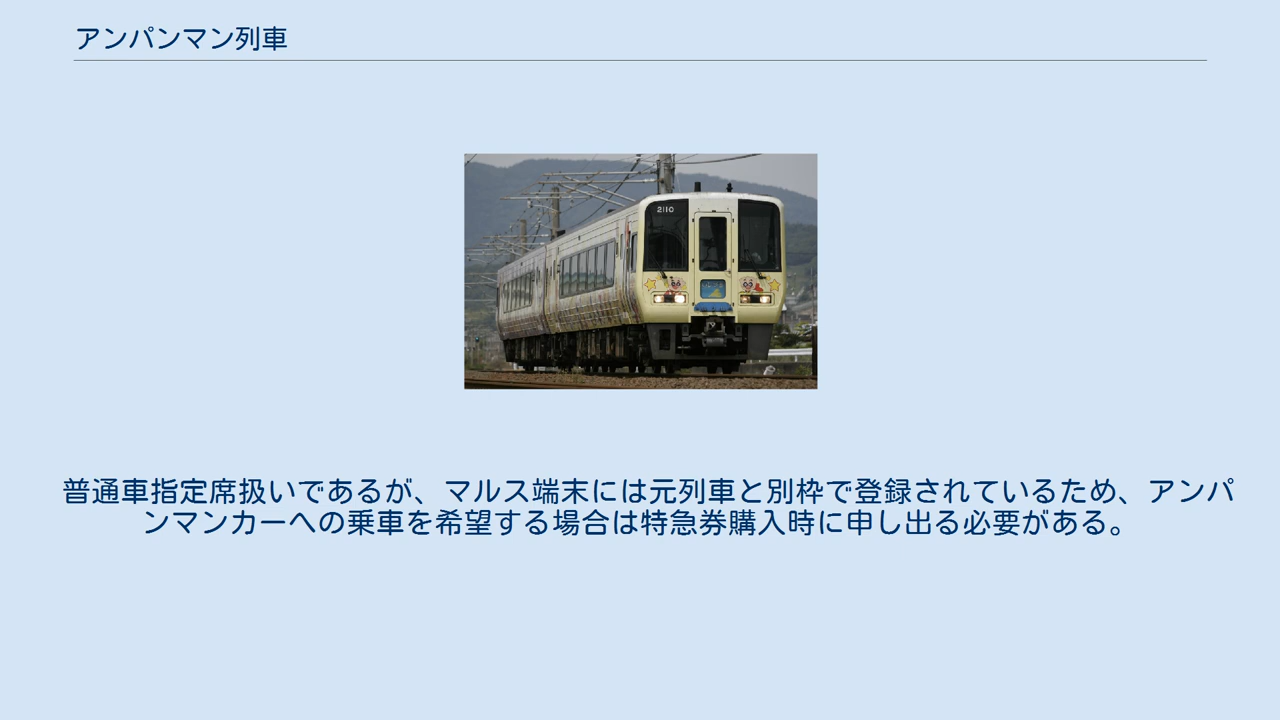 アンパンマン列車
2110
普通車指定席扱いであるが、マルス端末には元列車と別枠で登録されているため、アンパ
ンマンカーへの乗車を希望する場合は特急券購入時に申し出る必要がある。